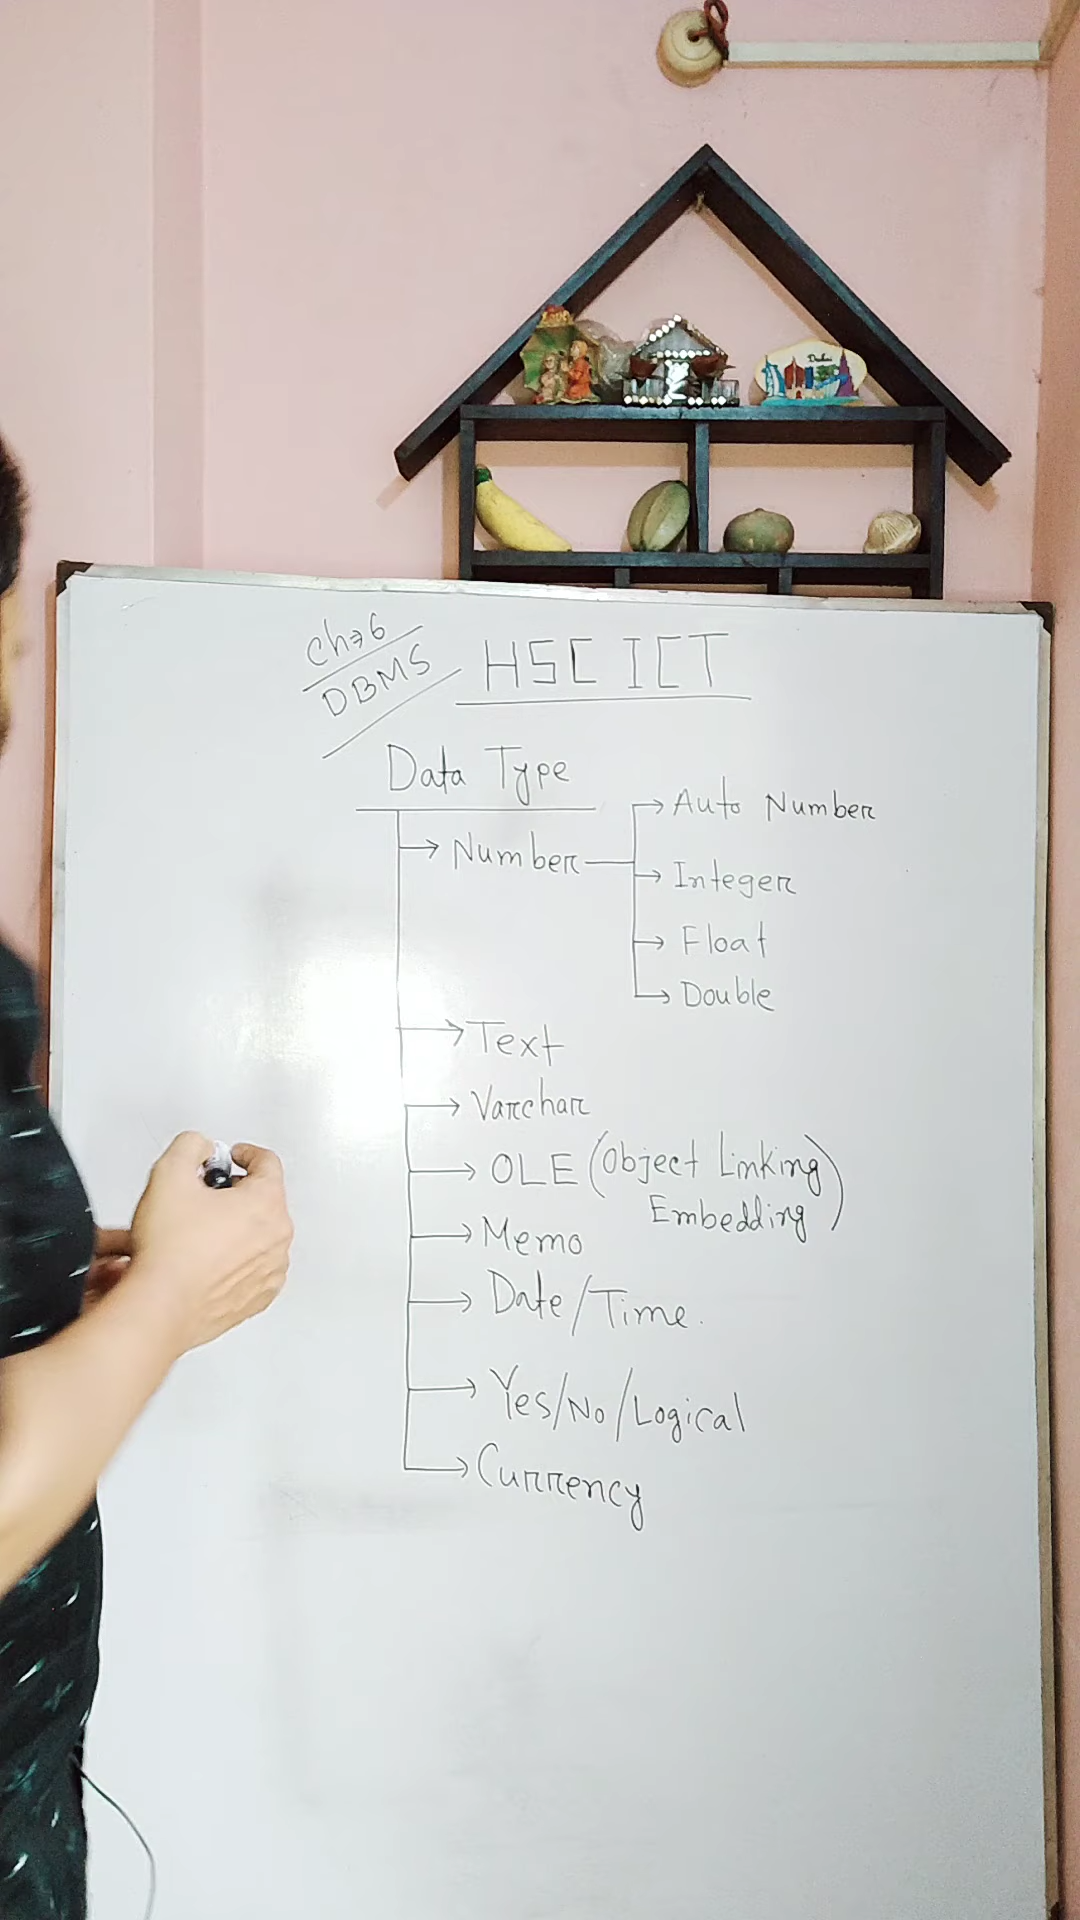 Dubai
Ch→6
DBMS
HSC ICT
Data Type
→ Number
→ Auto Number
→ Integer
→ Float
→ Double
→ Text
→ Varchar
→ OLE (Object Linking
Embedding)
→ Memo
→ Date/Time.
→ Yes/No/Logical
→ Currency